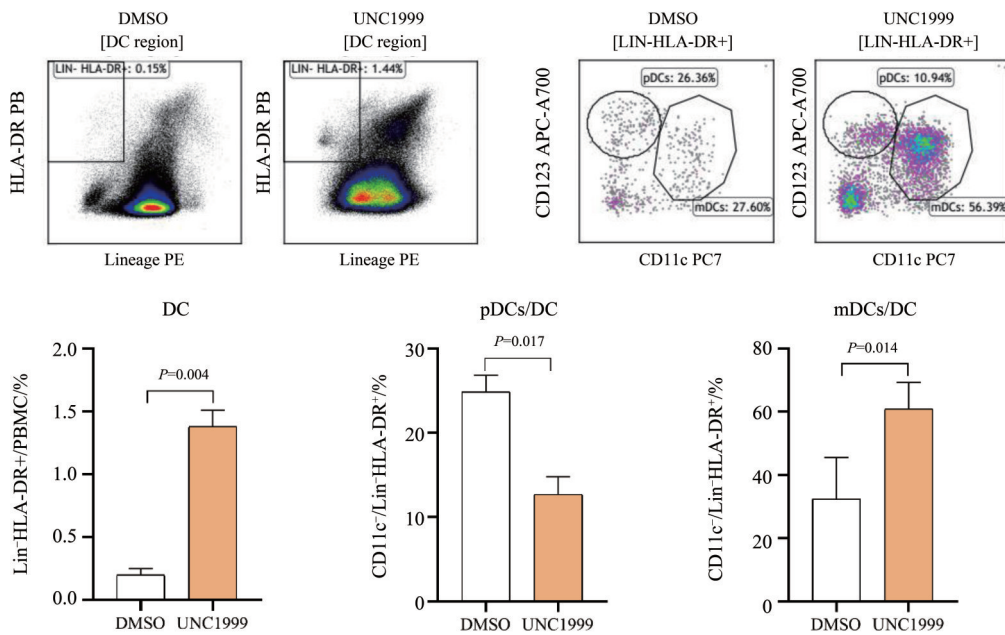 DMSO
[DC region]
UNC1999
[DC region]
DMSO
[LIN-HLA-DR+]
UNC1999
[LIN-HLA-DR+]
HLA-DR PB
LIN- HLA-DR+: 0.15%
HLA-DR PB
LIN- HLA-DR+: 1.44%
CD123 APC-A700
pDCs: 26.36%
mDCs: 27.60%
CD123 APC-A700
pDCs: 10.94%
mDCs: 56.39%
Lineage PE
Lineage PE
CD11c PC7
CD11c PC7
DC
Lin⁻HLA-DR+/PBMC/%
2.0
1.5
1.0
0.5
0.0
P=0.004
DMSO
UNC1999
pDCs/DC
CD11c⁻/Lin⁻HLA-DR⁺/%
30
20
10
0
P=0.017
DMSO
UNC1999
mDCs/DC
CD11c⁻/Lin⁻HLA-DR⁺/%
80
60
40
20
0
P=0.014
DMSO
UNC1999